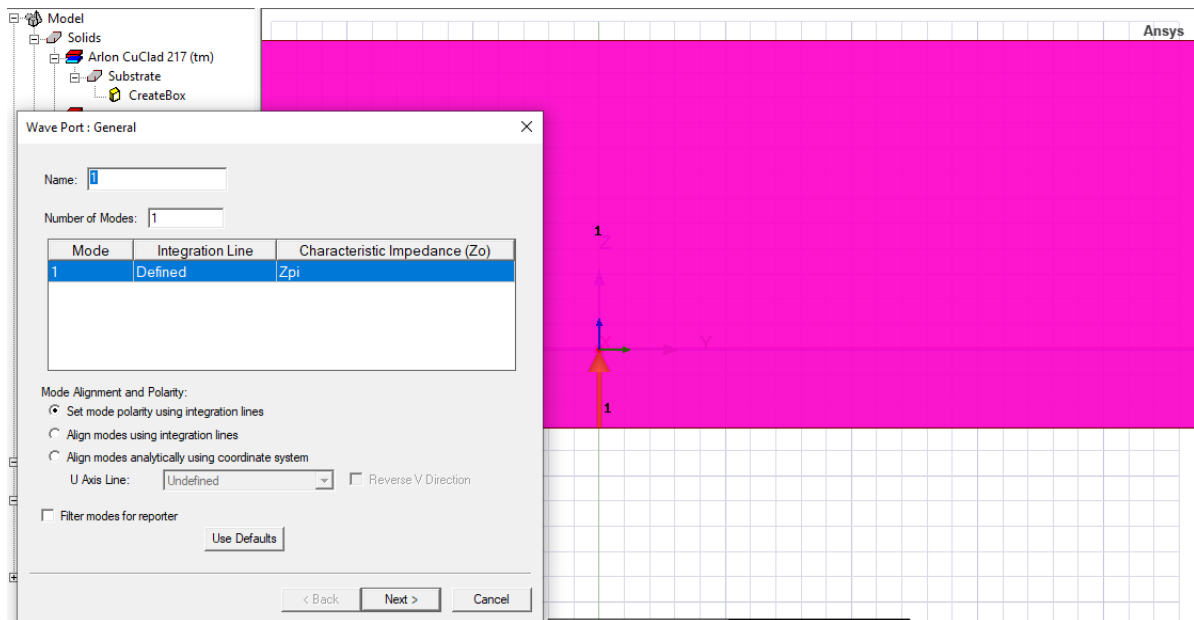 Model
Solids
Arlon CuClad 217 (tm)
Substrate
CreateBox
Ansys
Wave Port : General
Name: 1
Number of Modes: 1
Mode Integration Line Characteristic Impedance (Zo)
1 Defined Zpi
Mode Alignment and Polarity:
Set mode polarity using integration lines
Align modes using integration lines
Align modes analytically using coordinate system
U Axis Line: Undefined Reverse V Direction
Filter modes for reporter
Use Defaults
< Back Next > Cancel
1
Z
X Y
1